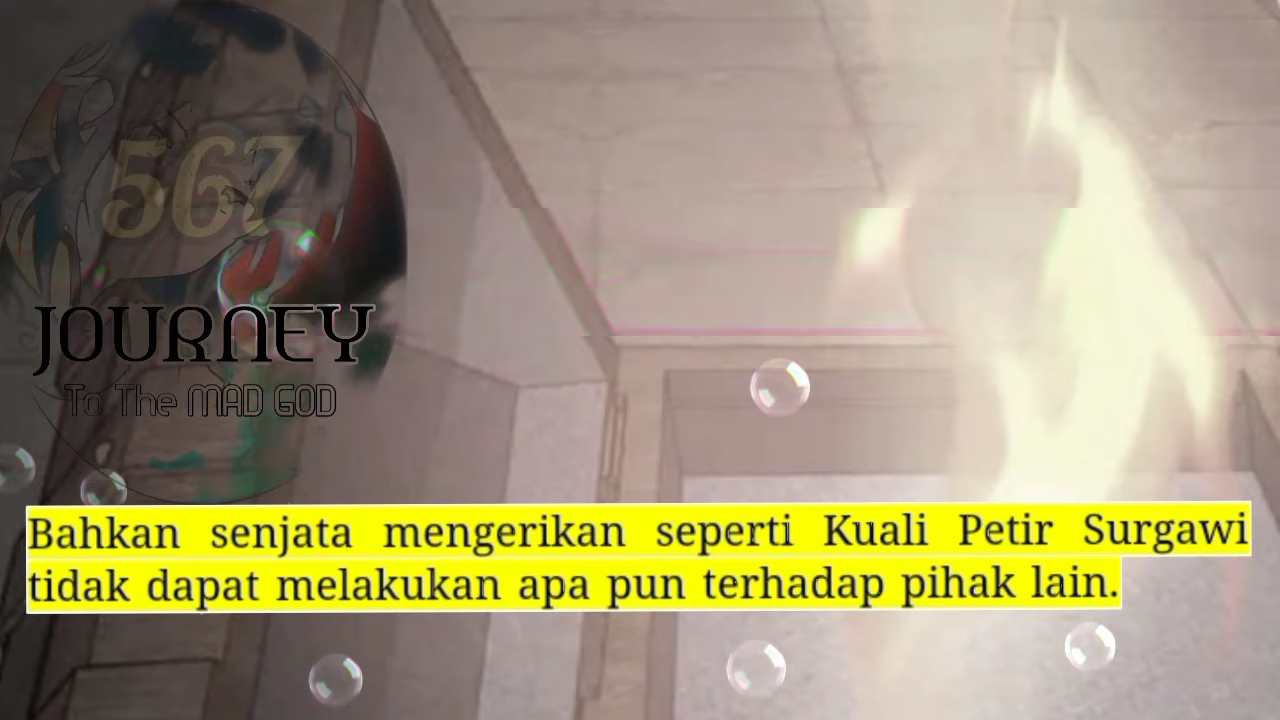 567
JOURNEY
To The MAD GOD
Bahkan senjata mengerikan seperti Kuali Petir Surgawi
tidak dapat melakukan apa pun terhadap pihak lain.